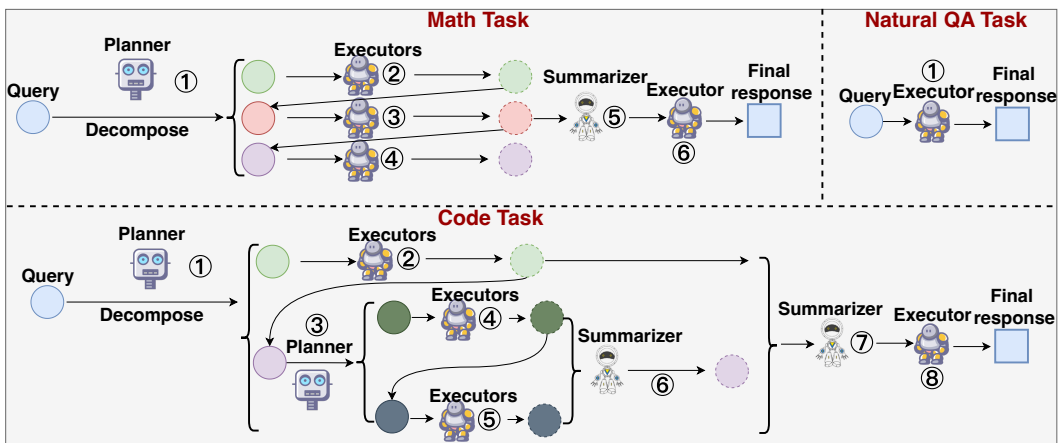 Math Task
Planner
①
Query
Decompose
Executors
②
③
④
Summarizer
⑤
Executor
⑥
Final
response
Natural QA Task
①
Query
Executor
Final
response
Code Task
Planner
①
Query
Decompose
Executors
②
③
Planner
Executors
④
Executors
⑤
Summarizer
⑥
Summarizer
⑦
Executor
⑧
Final
response